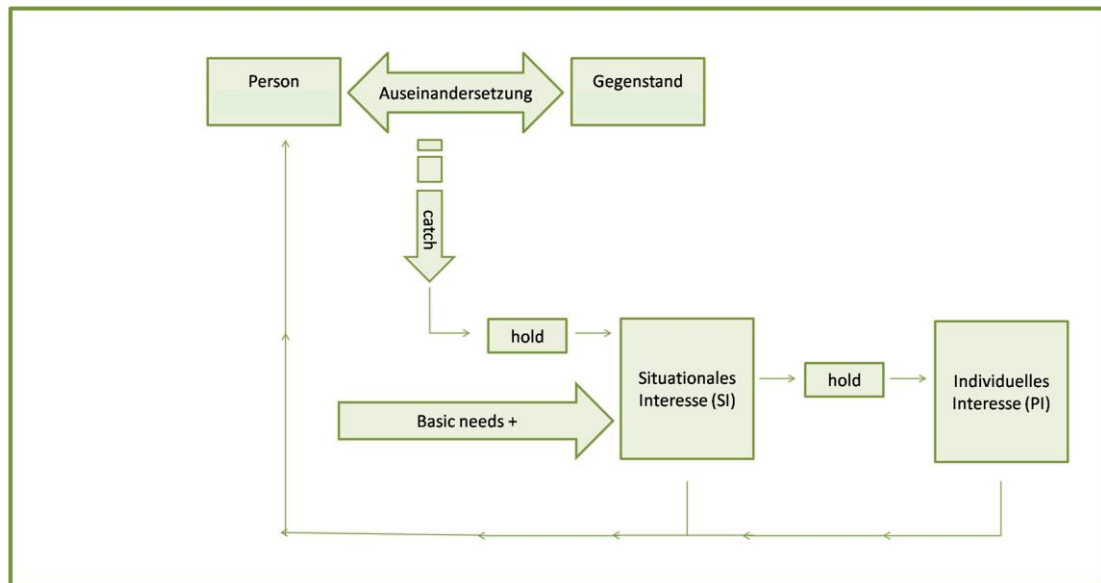 Person
Auseinandersetzung
Gegenstand
catch
hold
Situationales
Interesse (SI)
hold
Individuelles
Interesse (PI)
Basic needs +